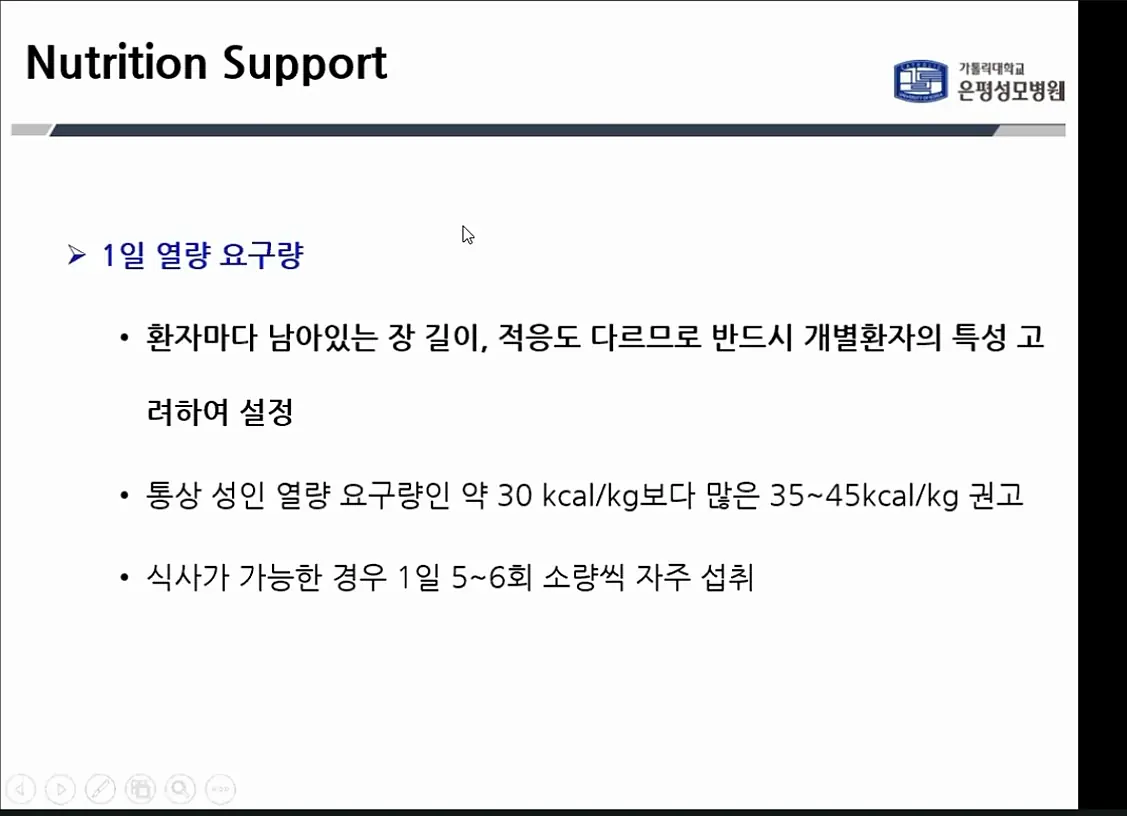 Nutrition Support
가톨릭대학교
은평성모병원
➢ 1일 열량 요구량
• 환자마다 남아있는 장 길이, 적응도 다르므로 반드시 개별환자의 특성 고
려하여 설정
• 통상 성인 열량 요구량인 약 30 kcal/kg보다 많은 35~45kcal/kg 권고
• 식사가 가능한 경우 1일 5~6회 소량씩 자주 섭취